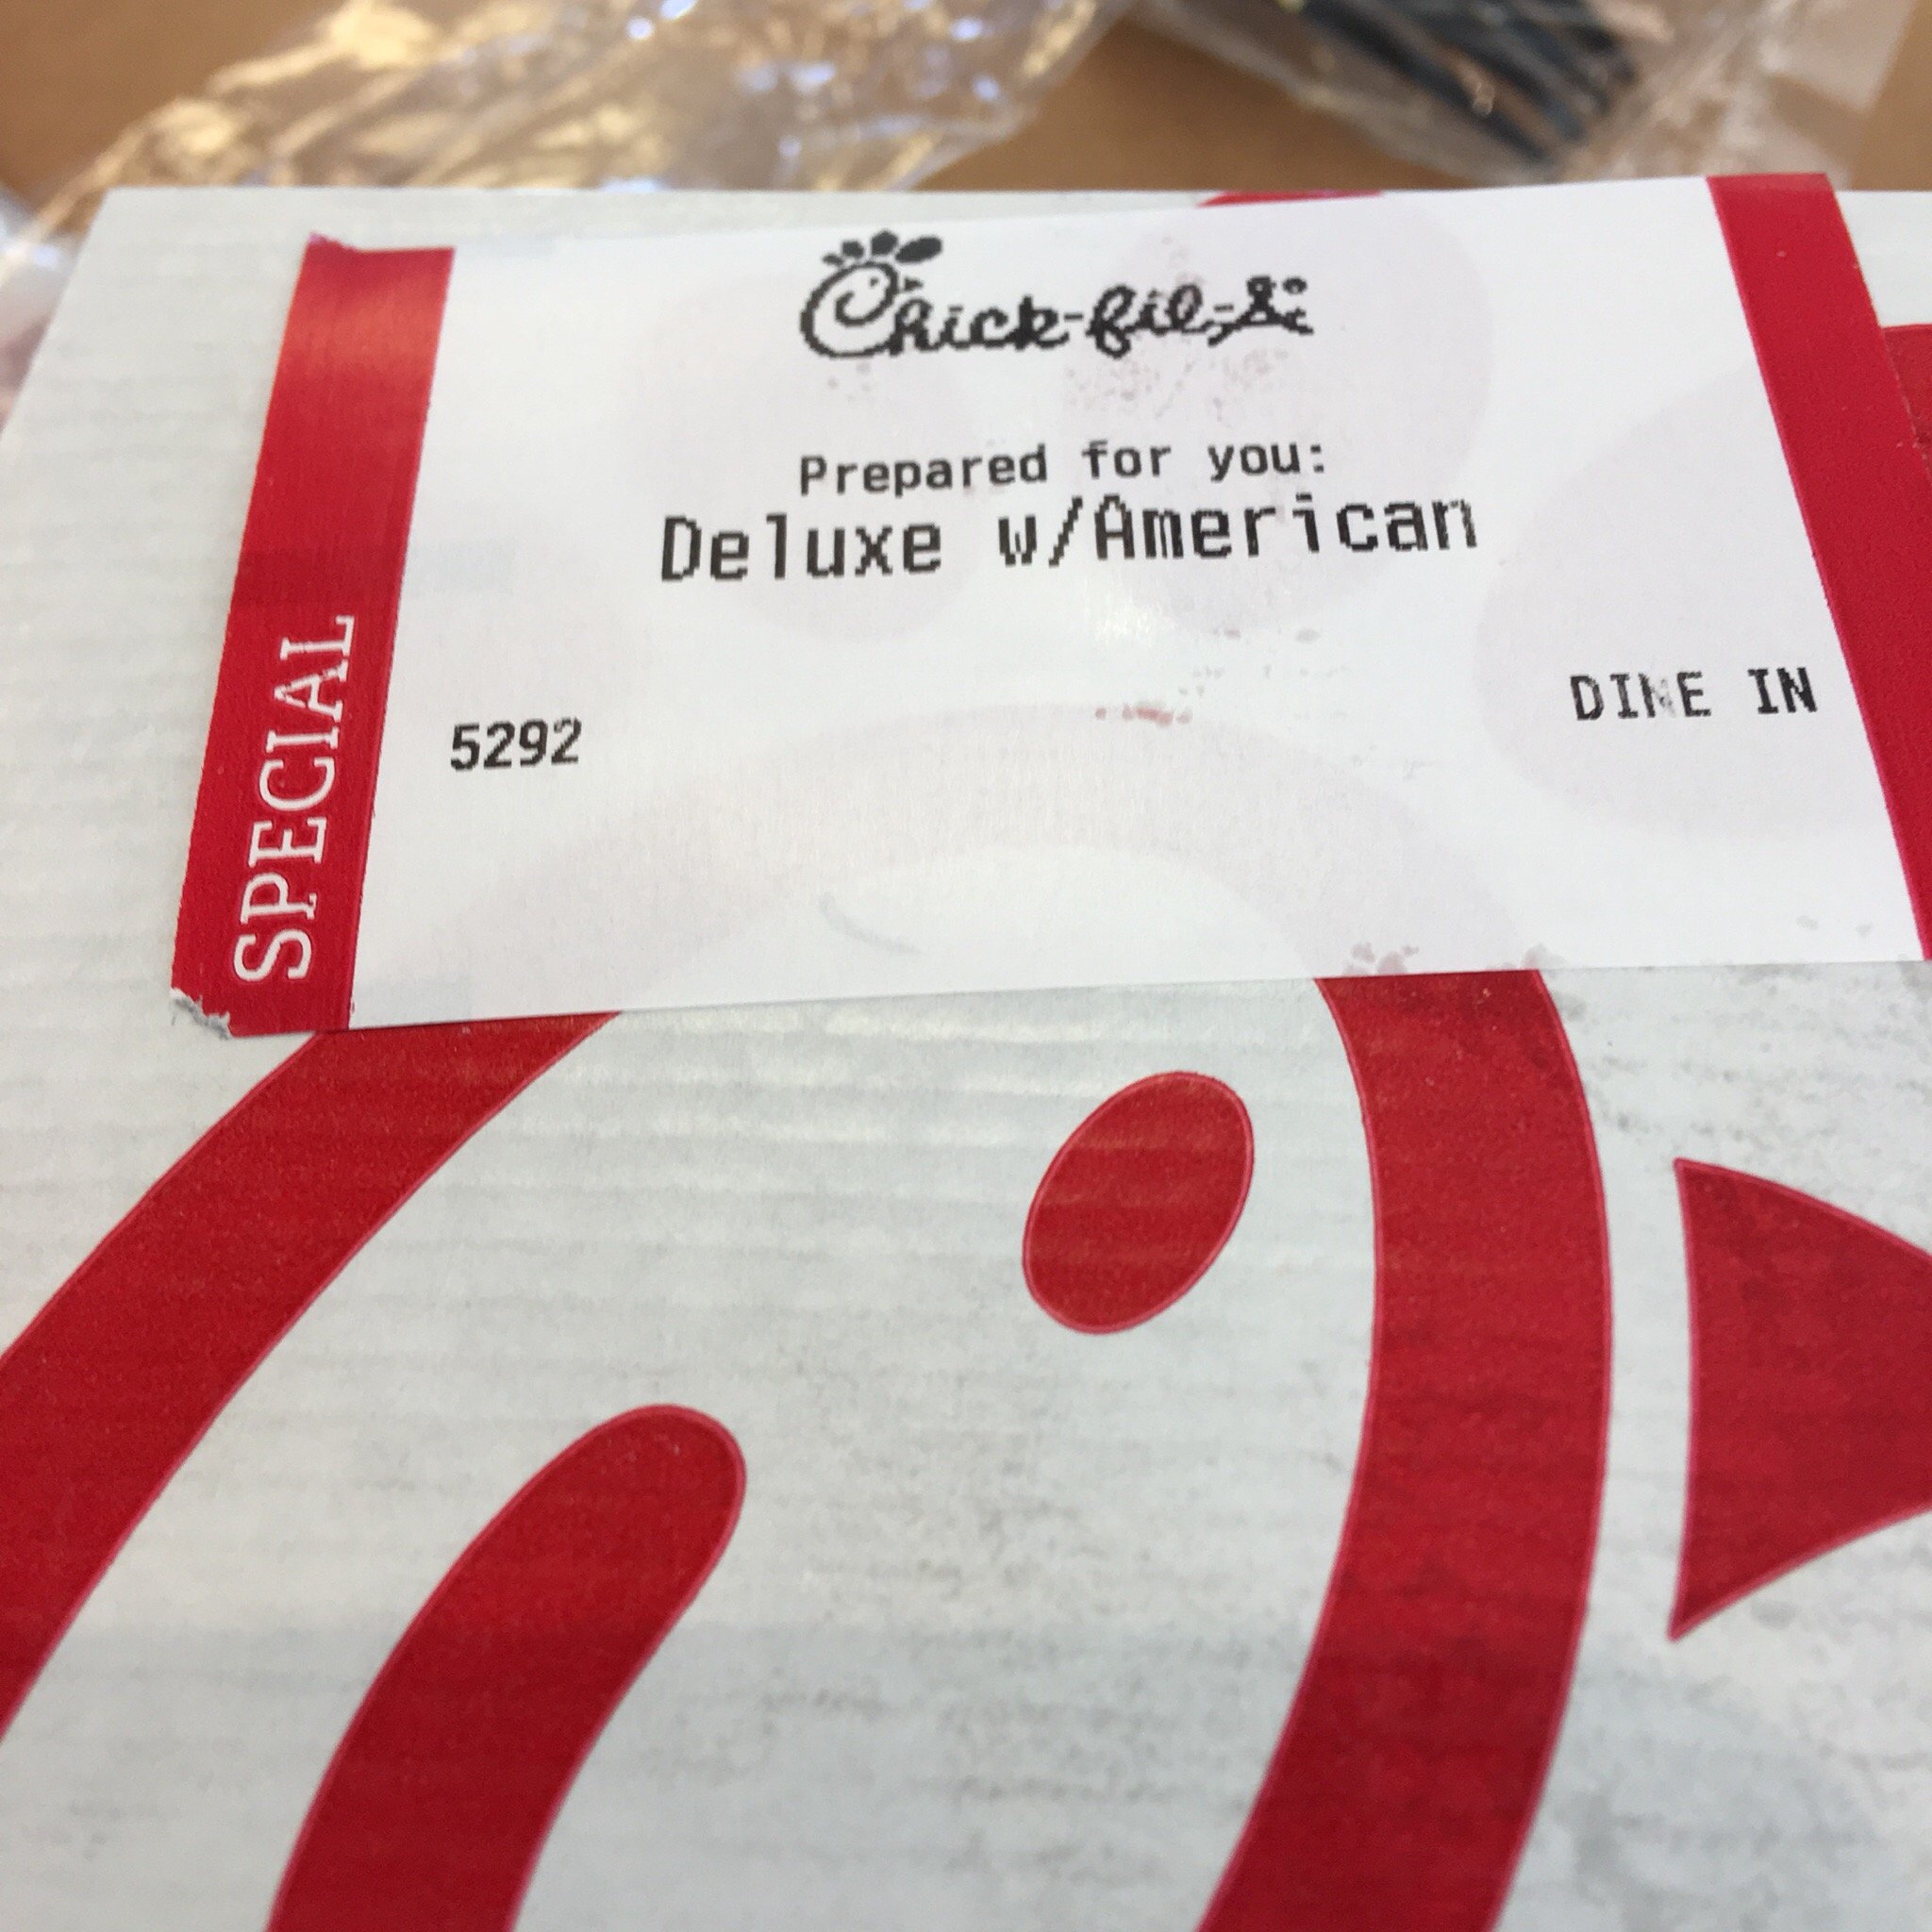 Chick-fil-A
Prepared for you:
Deluxe w/American
DINE IN
5292
SPECIAL